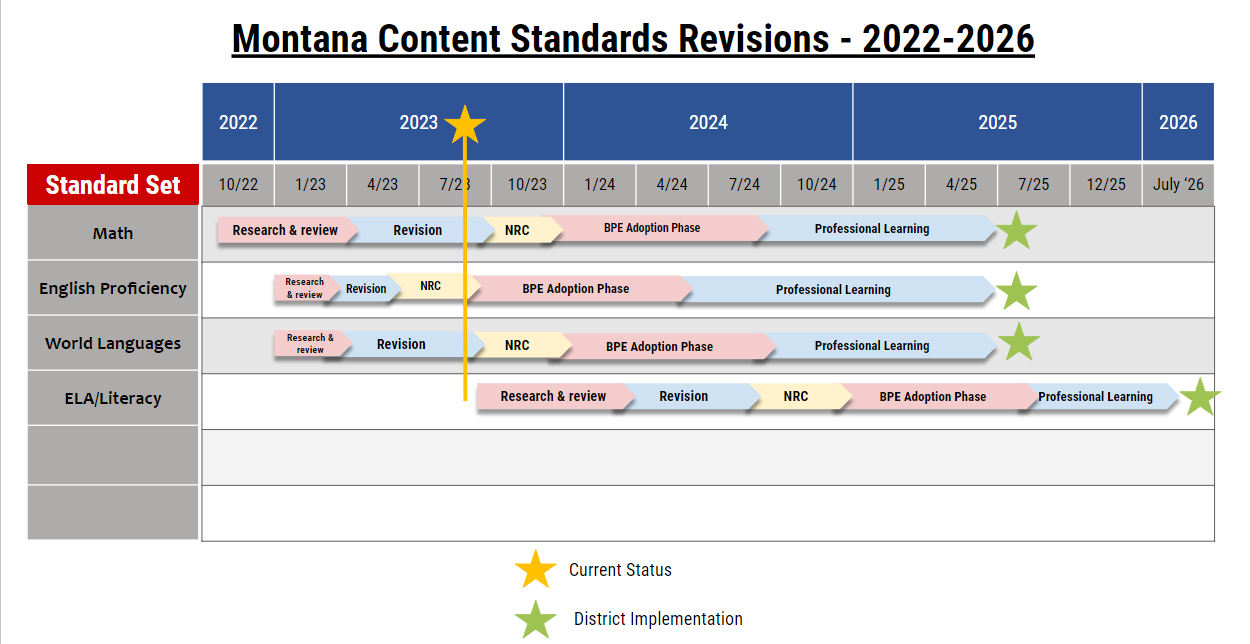 Montana Content Standards Revisions - 2022-2026
2022 2023 2024 2025 2026
Standard Set 10/22 1/23 4/23 7/23 10/23 1/24 4/24 7/24 10/24 1/25 4/25 7/25 12/25 July ‘26
Math Research & review Revision NRC BPE Adoption Phase Professional Learning
English Proficiency Research
& review Revision NRC BPE Adoption Phase Professional Learning
World Languages Research &
review Revision NRC BPE Adoption Phase Professional Learning
ELA/Literacy Research & review Revision NRC BPE Adoption Phase Professional Learning
Current Status
District Implementation